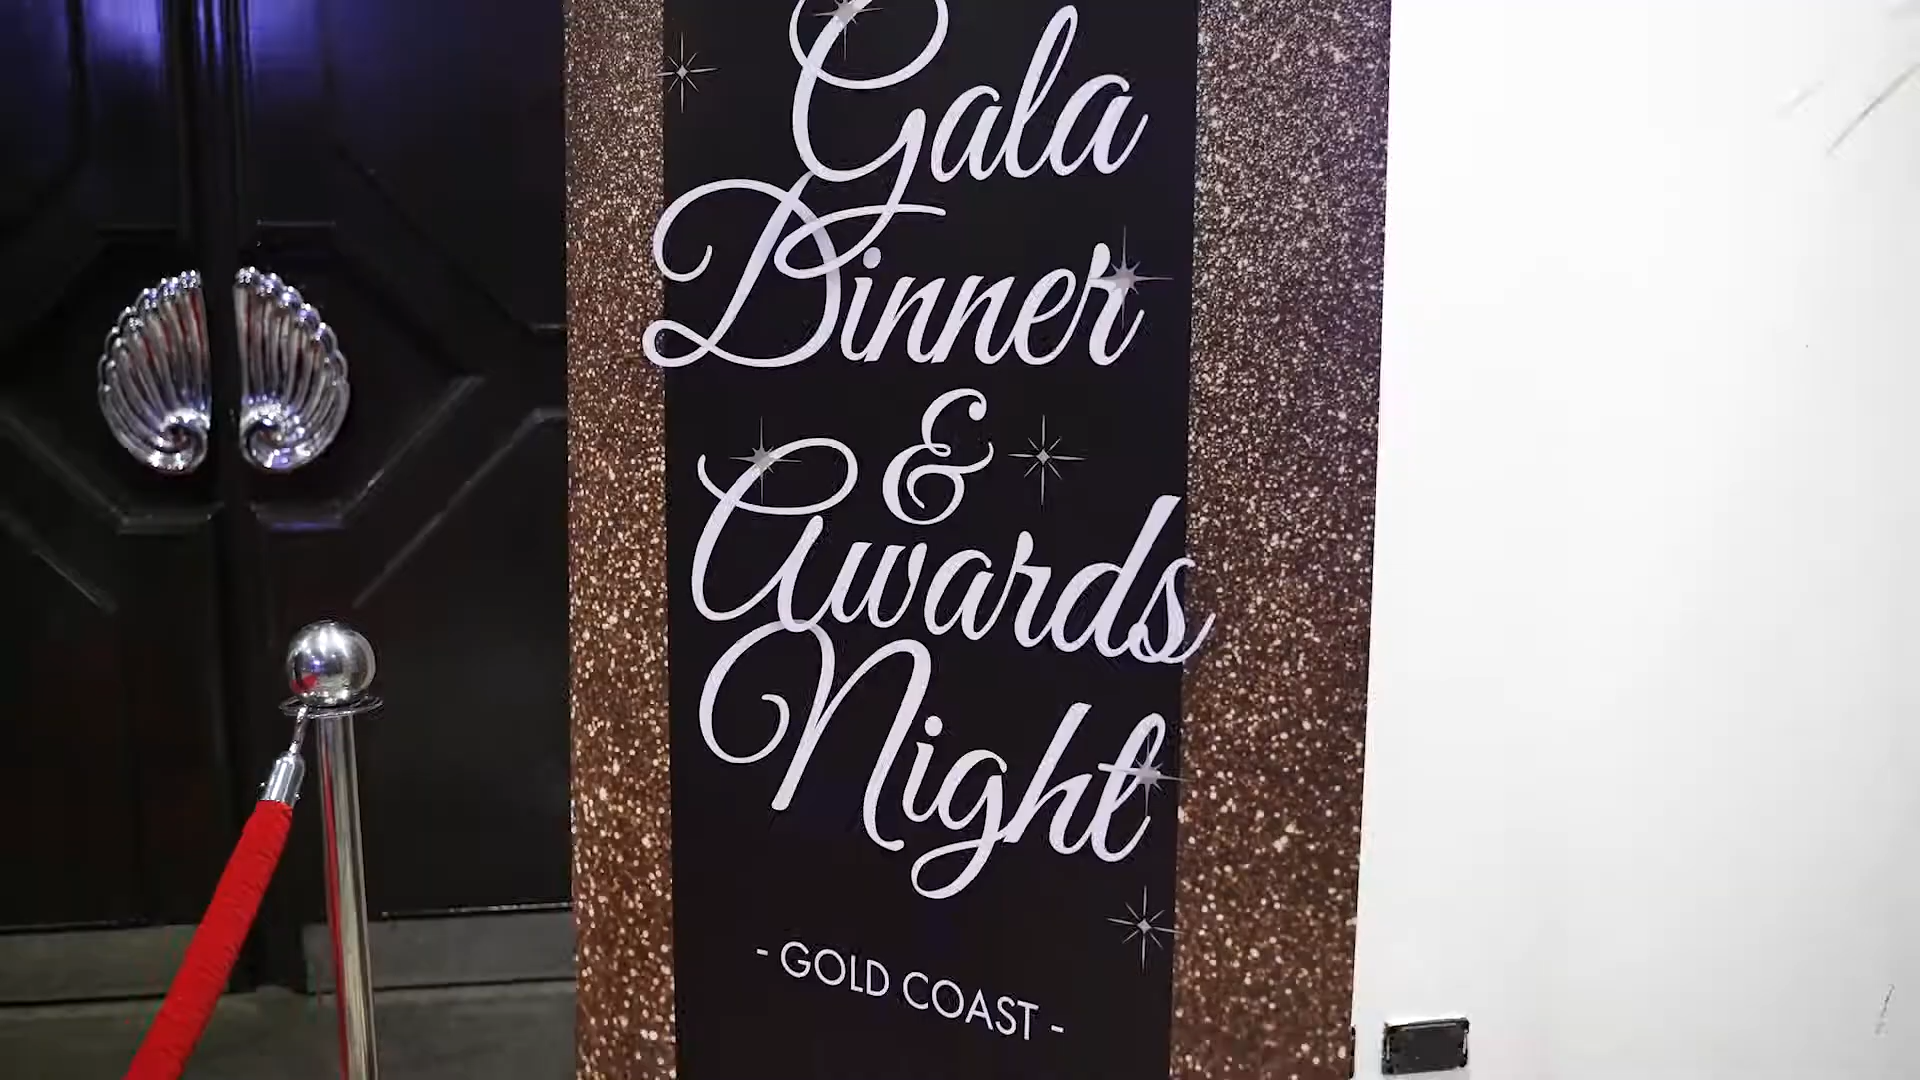 Gala
Dinner
&
Awards
Night
- GOLD COAST -